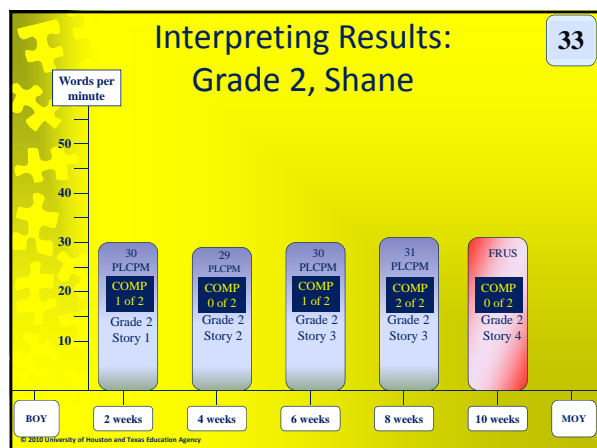 Interpreting Results:
Grade 2, Shane
33
Words per
minute
50
40
30
20
10
30
PLCPM
COMP
1 of 2
Grade 2
Story 1
29
PLCPM
COMP
0 of 2
Grade 2
Story 2
30
PLCPM
COMP
1 of 2
Grade 2
Story 3
31
PLCPM
COMP
2 of 2
Grade 2
Story 3
FRUS
COMP
0 of 2
Grade 2
Story 4
BOY
2 weeks
4 weeks
6 weeks
8 weeks
10 weeks
MOY
© 2010 University of Houston and Texas Education Agency